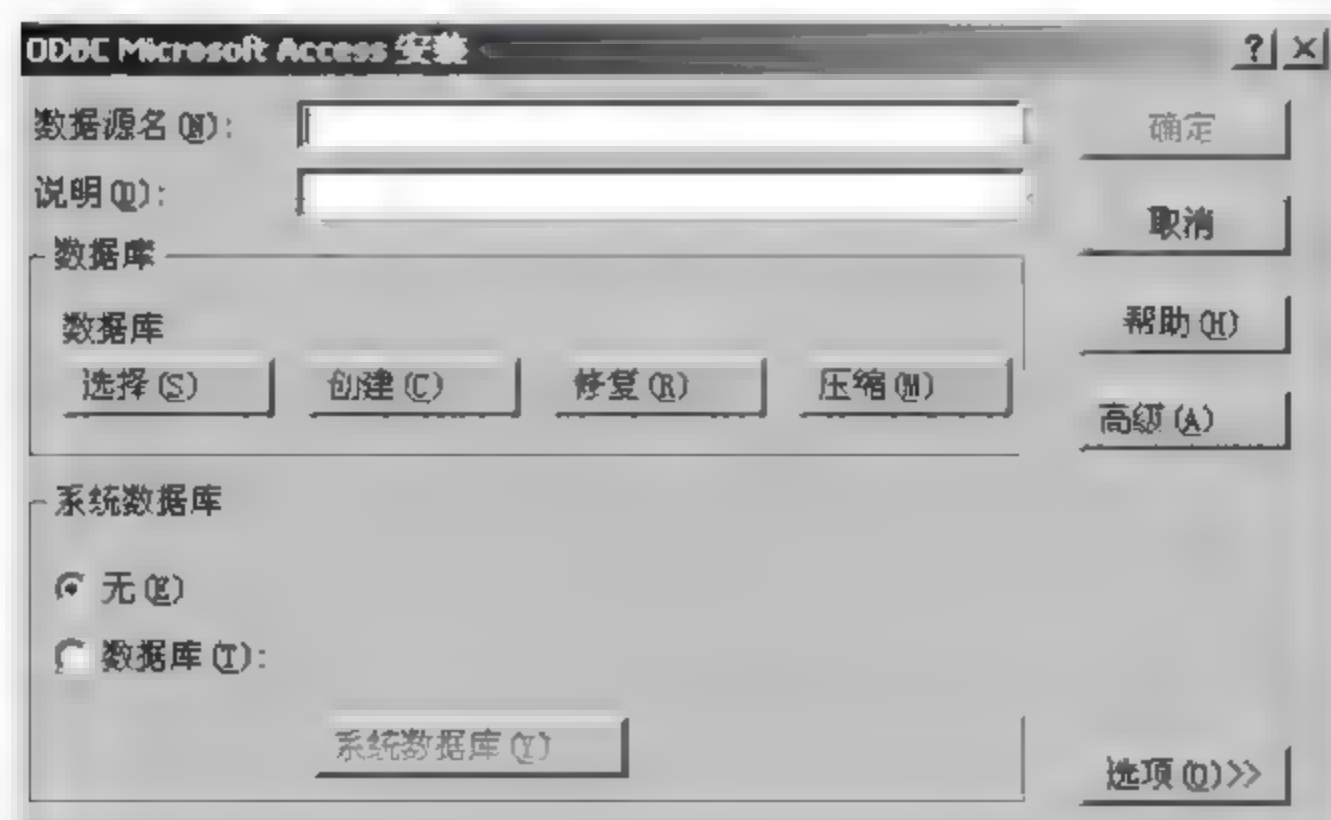 ODBC Microsoft Access 安装
数据源名(N):
确定
说明(D):
取消
数据库
数据库
帮助(H)
选择(S)
创建(C)
修复(R)
压缩(M)
高级(A)
系统数据库
无(E)
数据库(T):
系统数据库(Y)
选项(O)>>